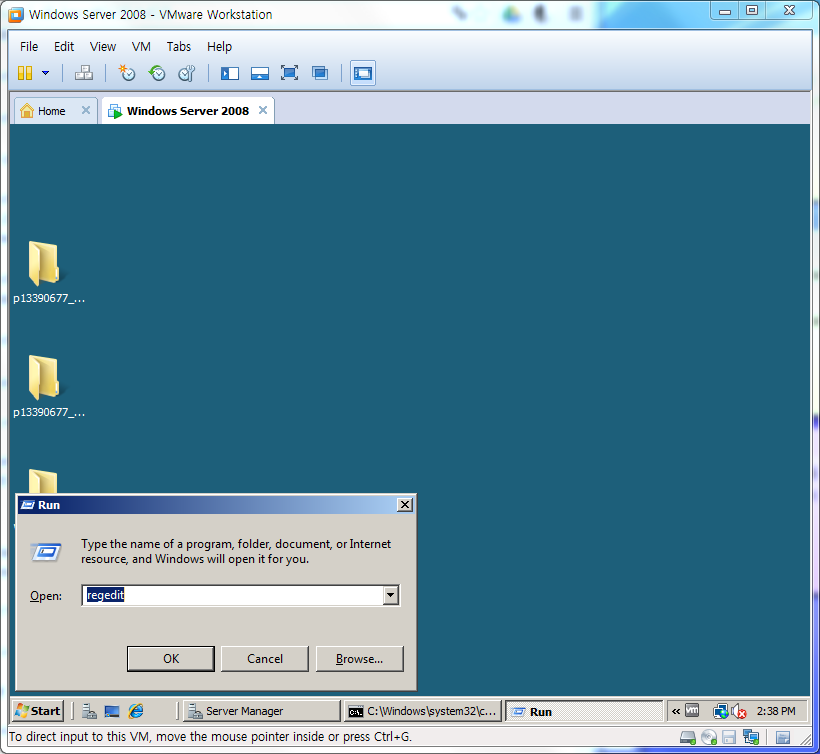 Windows Server 2008 - VMware Workstation
File Edit View VM Tabs Help
Home
Windows Server 2008
p13390677_...
p13390677_...
Run
Type the name of a program, folder, document, or Internet
resource, and Windows will open it for you.
Open:
regedit
OK Cancel Browse...
Start Server Manager C:\Windows\system32\c... Run « vm 2:38 PM
To direct input to this VM, move the mouse pointer inside or press Ctrl+G.